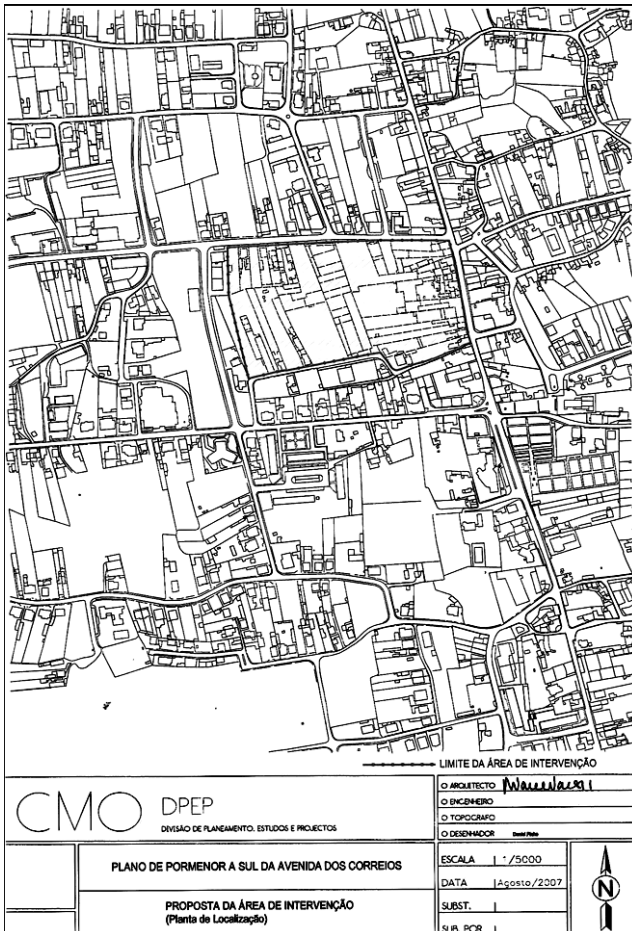 LIMITE DA ÁREA DE INTERVENÇÃO
CMO
DPEP
DIVISÃO DE PLANEAMENTO, ESTUDOS E PROJECTOS
O ARQUITECTO
O ENGENHEIRO
O TOPOGRAFO
O DESENHADOR
PLANO DE PORMENOR A SUL DA AVENIDA DOS CORREIOS
PROPOSTA DA ÁREA DE INTERVENÇÃO
(Planta de Localização)
ESCALA 1/5000
DATA Agosto/2007
SUBST.
SUB. POR
N